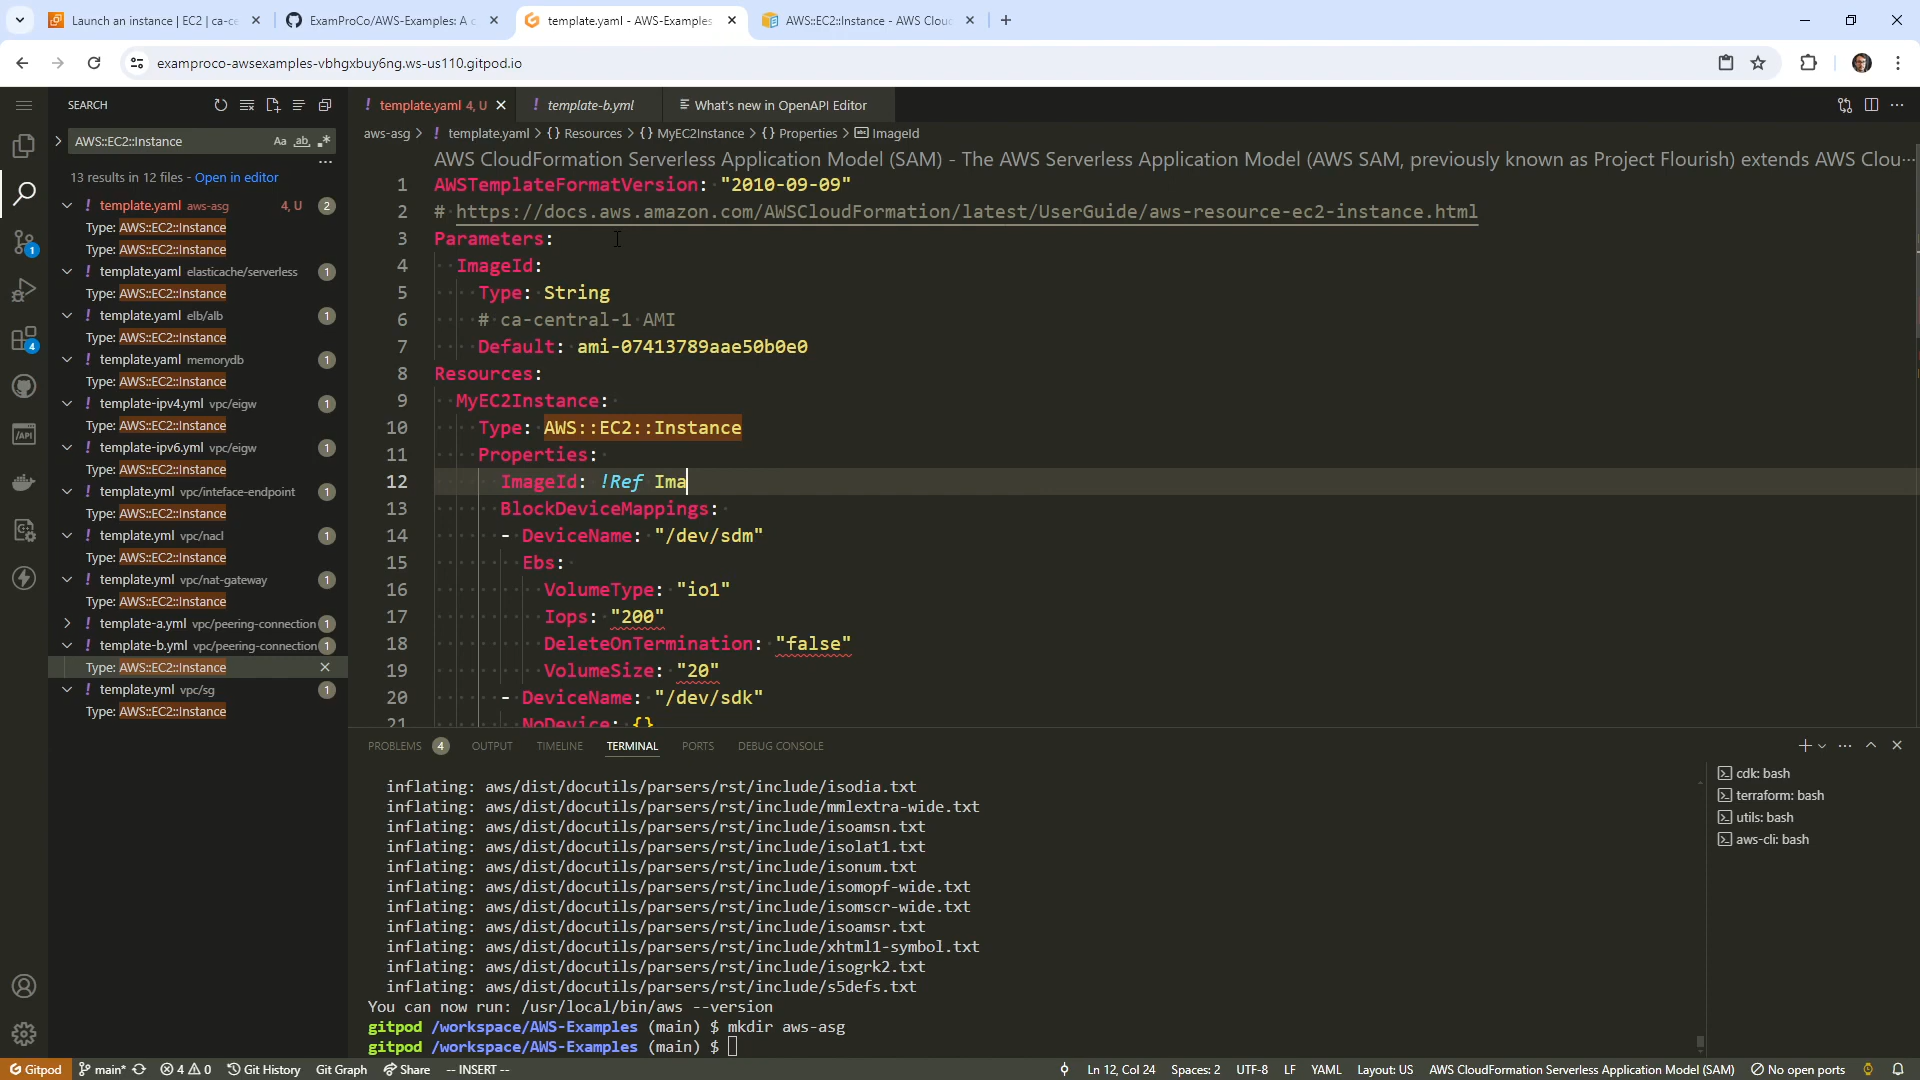 Launch an instance | EC2 | ca-ce
ExamProCo/AWS-Examples: A c
template.yaml - AWS-Examples
AWS::EC2::Instance - AWS Clou
examproco-awsexamples-vbhgxbuy6ng.ws-us110.gitpod.io
SEARCH
AWS::EC2::Instance
13 results in 12 files - Open in editor
template.yaml aws-asg 4, U 2
Type: AWS::EC2::Instance
Type: AWS::EC2::Instance
template.yaml elasticache/serverless 1
Type: AWS::EC2::Instance
template.yaml elb/alb 1
Type: AWS::EC2::Instance
template.yaml memorydb 1
Type: AWS::EC2::Instance
template-ipv4.yml vpc/eigw 1
Type: AWS::EC2::Instance
template-ipv6.yml vpc/eigw 1
Type: AWS::EC2::Instance
template.yml vpc/inteface-endpoint 1
Type: AWS::EC2::Instance
template.yml vpc/nacl 1
Type: AWS::EC2::Instance
template.yml vpc/nat-gateway 1
Type: AWS::EC2::Instance
template-a.yml vpc/peering-connection 1
template-b.yml vpc/peering-connection 1
Type: AWS::EC2::Instance
template.yml vpc/sg 1
Type: AWS::EC2::Instance
template.yaml 4, U
template-b.yml
What's new in OpenAPI Editor
aws-asg > template.yaml > {} Resources > {} MyEC2Instance > {} Properties > ImageId
AWS CloudFormation Serverless Application Model (SAM) - The AWS Serverless Application Model (AWS SAM, previously known as Project Flourish) extends AWS Clou···
1 AWSTemplateFormatVersion: "2010-09-09"
2 # https://docs.aws.amazon.com/AWSCloudFormation/latest/UserGuide/aws-resource-ec2-instance.html
3 Parameters:
4 ImageId:
5 Type: String
6 # ca-central-1 AMI
7 Default: ami-07413789aae50b0e0
8 Resources:
9 MyEC2Instance:
10 Type: AWS::EC2::Instance
11 Properties:
12 ImageId: !Ref Ima
13 BlockDeviceMappings:
14 - DeviceName: "/dev/sdm"
15 Ebs:
16 VolumeType: "io1"
17 Iops: "200"
18 DeleteOnTermination: "false"
19 VolumeSize: "20"
20 - DeviceName: "/dev/sdk"
21 NoDevice: {}
PROBLEMS 4 OUTPUT TIMELINE TERMINAL PORTS DEBUG CONSOLE
inflating: aws/dist/docutils/parsers/rst/include/isodia.txt
inflating: aws/dist/docutils/parsers/rst/include/mmlextra-wide.txt
inflating: aws/dist/docutils/parsers/rst/include/isoamsn.txt
inflating: aws/dist/docutils/parsers/rst/include/isolat1.txt
inflating: aws/dist/docutils/parsers/rst/include/isonum.txt
inflating: aws/dist/docutils/parsers/rst/include/isomopf-wide.txt
inflating: aws/dist/docutils/parsers/rst/include/isomscr-wide.txt
inflating: aws/dist/docutils/parsers/rst/include/isoamsr.txt
inflating: aws/dist/docutils/parsers/rst/include/xhtml1-symbol.txt
inflating: aws/dist/docutils/parsers/rst/include/isogrk2.txt
inflating: aws/dist/docutils/parsers/rst/include/s5defs.txt
You can now run: /usr/local/bin/aws --version
gitpod /workspace/AWS-Examples (main) $ mkdir aws-asg
gitpod /workspace/AWS-Examples (main) $
cdk: bash
terraform: bash
utils: bash
aws-cli: bash
Gitpod main* 4 0 Git History Git Graph Share -- INSERT -- Ln 12, Col 24 Spaces: 2 UTF-8 LF YAML Layout: US AWS CloudFormation Serverless Application Model (SAM) No open ports